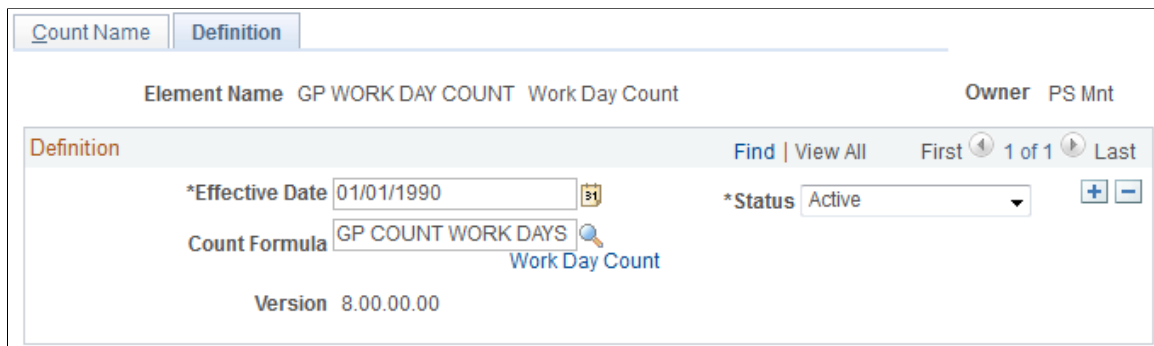 Count Name Definition
Element Name GP WORK DAY COUNT Work Day Count Owner PS Mnt
Definition Find | View All First 1 of 1 Last
*Effective Date 01/01/1990 31 *Status Active
Count Formula GP COUNT WORK DAYS
Work Day Count
Version 8.00.00.00